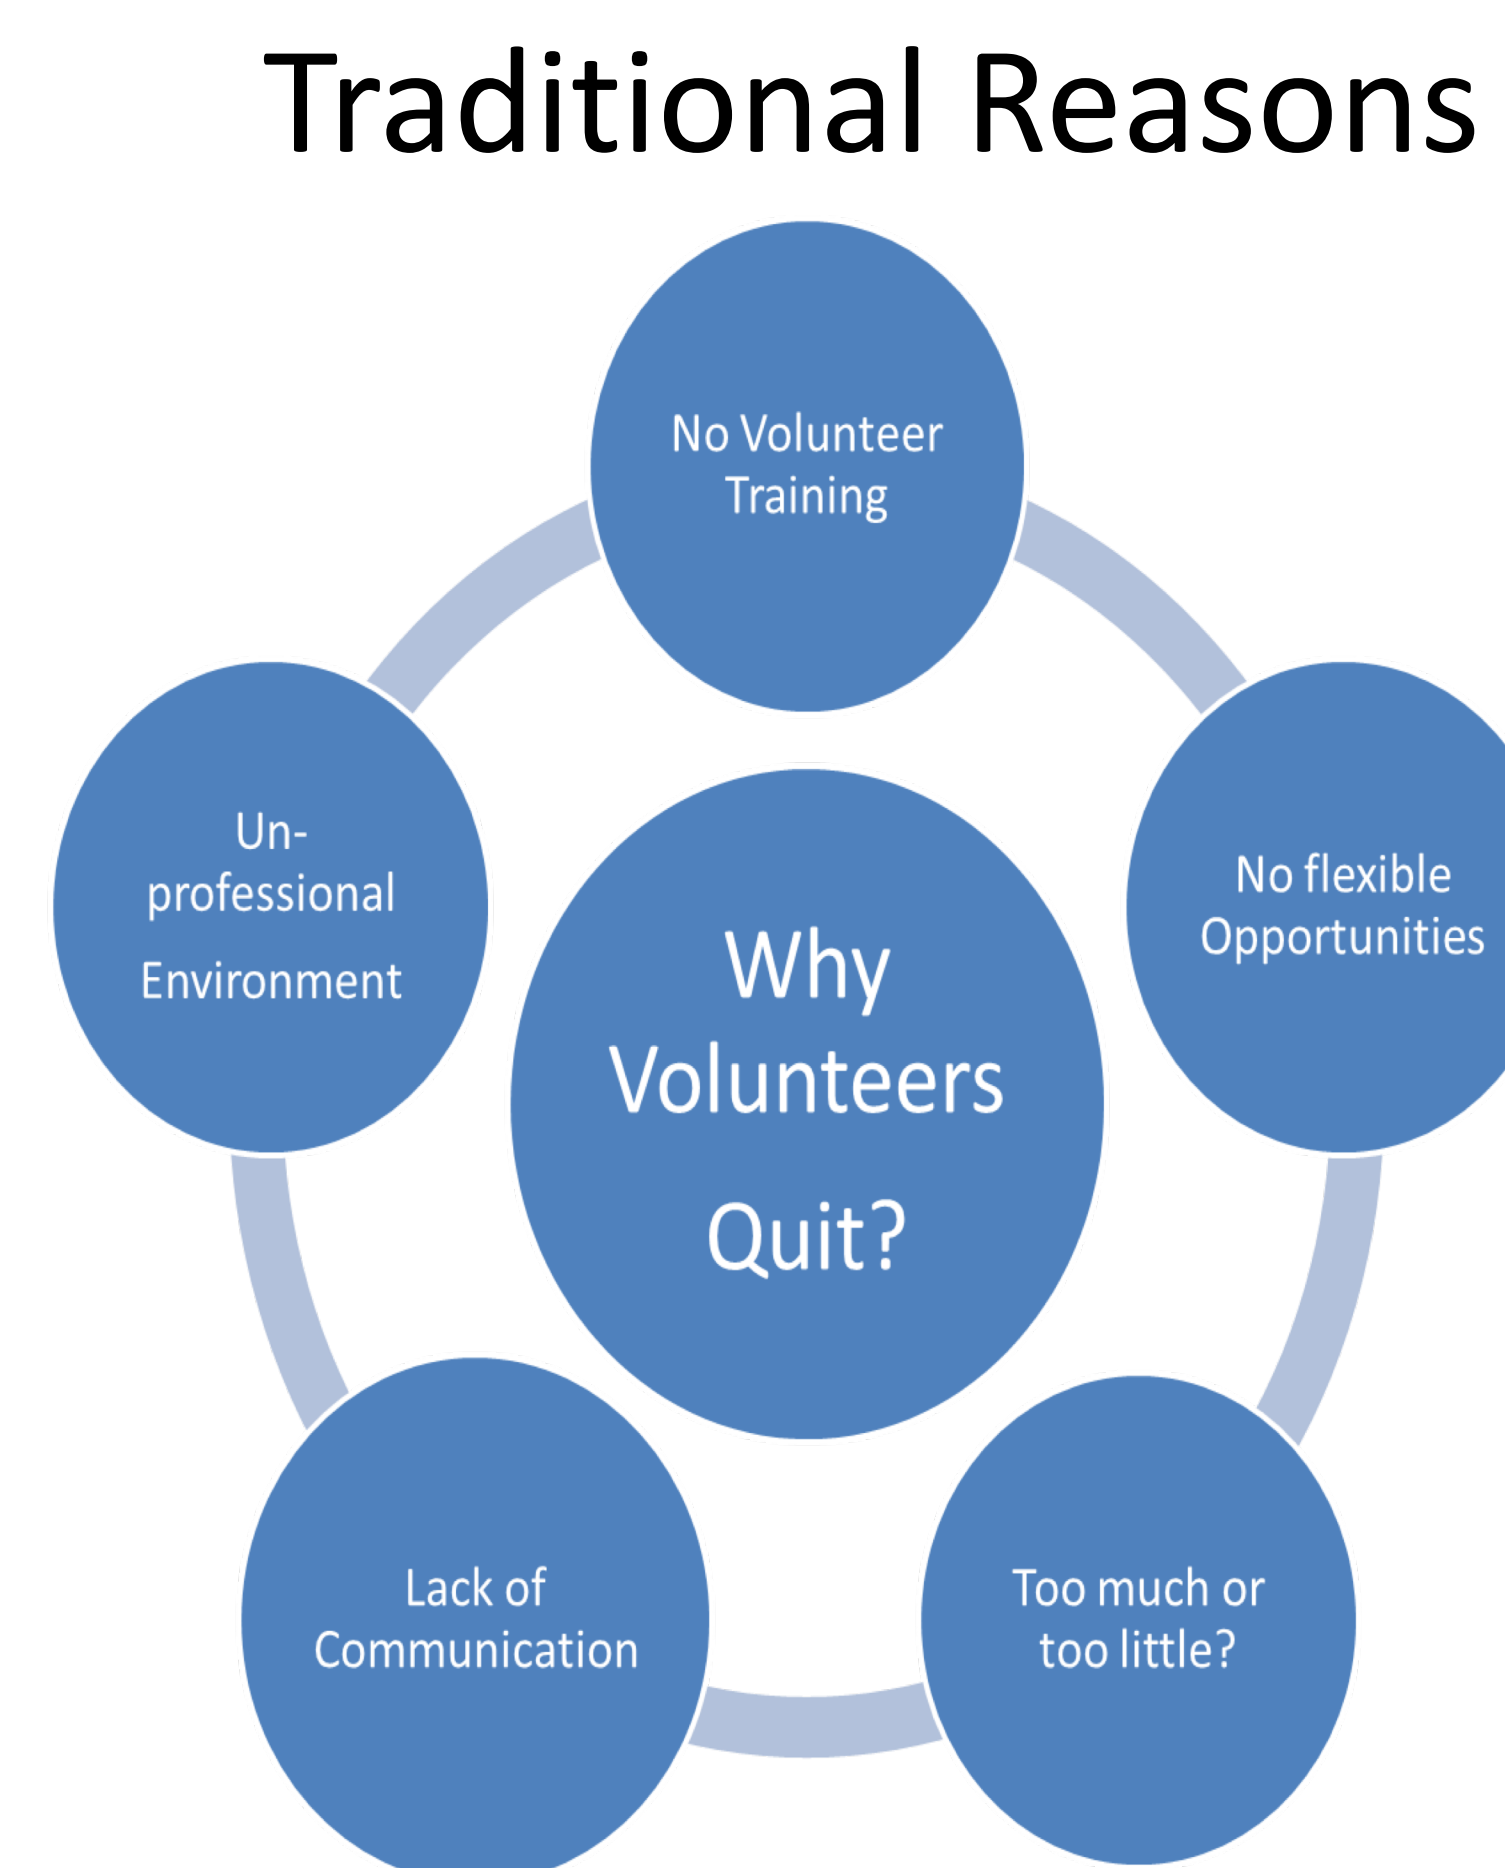 Traditional Reasons
No Volunteer
Training
No flexible
Opportunities
Too much or
too little?
Lack of
Communication
Un-
professional
Environment
Why
Volunteers
Quit?